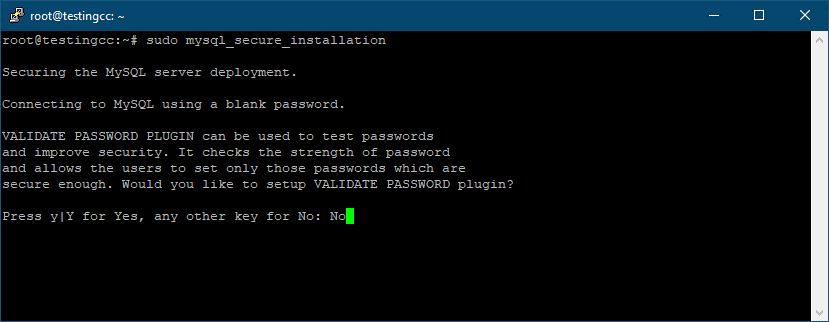 root@testingcc: ~
root@testingcc:~# sudo mysql_secure_installation
Securing the MySQL server deployment.
Connecting to MySQL using a blank password.
VALIDATE PASSWORD PLUGIN can be used to test passwords
and improve security. It checks the strength of password
and allows the users to set only those passwords which are
secure enough. Would you like to setup VALIDATE PASSWORD plugin?
Press y|Y for Yes, any other key for No: No